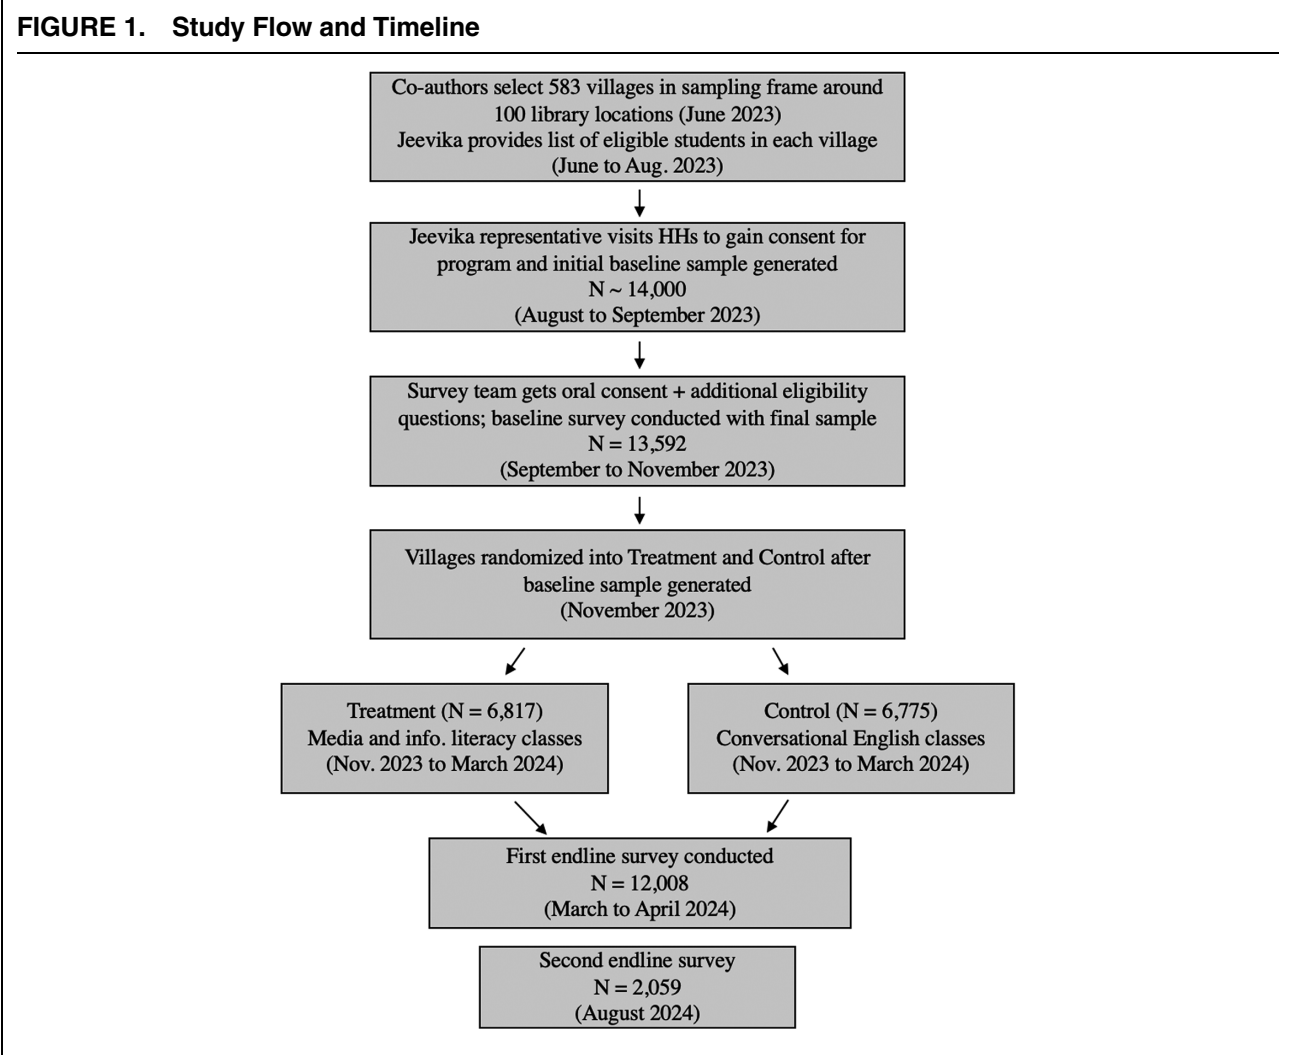 FIGURE 1. Study Flow and Timeline
Co-authors select 583 villages in sampling frame around
100 library locations (June 2023)
Jeevika provides list of eligible students in each village
(June to Aug. 2023)
Jeevika representative visits HHs to gain consent for
program and initial baseline sample generated
N ~ 14,000
(August to September 2023)
Survey team gets oral consent + additional eligibility
questions; baseline survey conducted with final sample
N = 13,592
(September to November 2023)
Villages randomized into Treatment and Control after
baseline sample generated
(November 2023)
Treatment (N = 6,817)
Media and info. literacy classes
(Nov. 2023 to March 2024)
Control (N = 6,775)
Conversational English classes
(Nov. 2023 to March 2024)
First endline survey conducted
N = 12,008
(March to April 2024)
Second endline survey
N = 2,059
(August 2024)